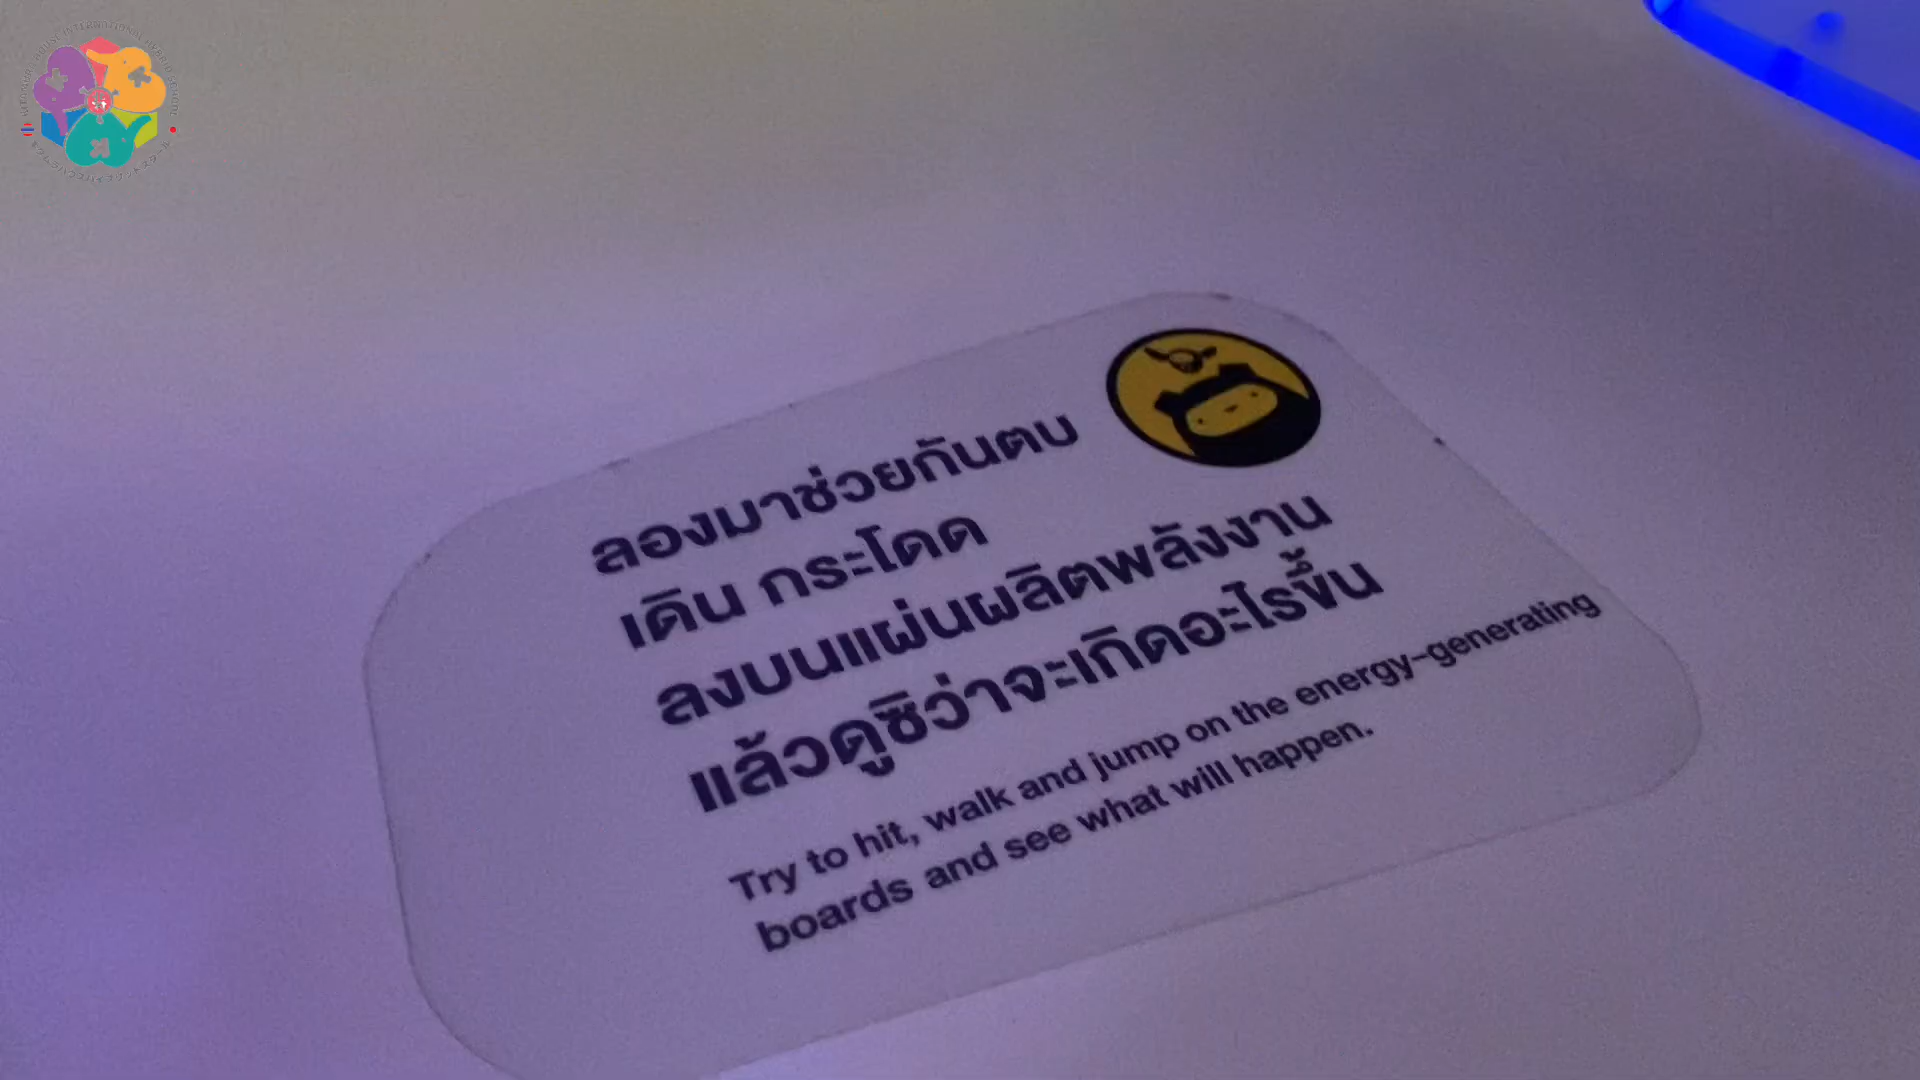 ลองมาช่วยกันตบ
เดิน กระโดด
ลงบนแผ่นผลิตพลังงาน
แล้วดูซิว่าจะเกิดอะไรขึ้น
Try to hit, walk and jump on the energy-generating
boards and see what will happen.